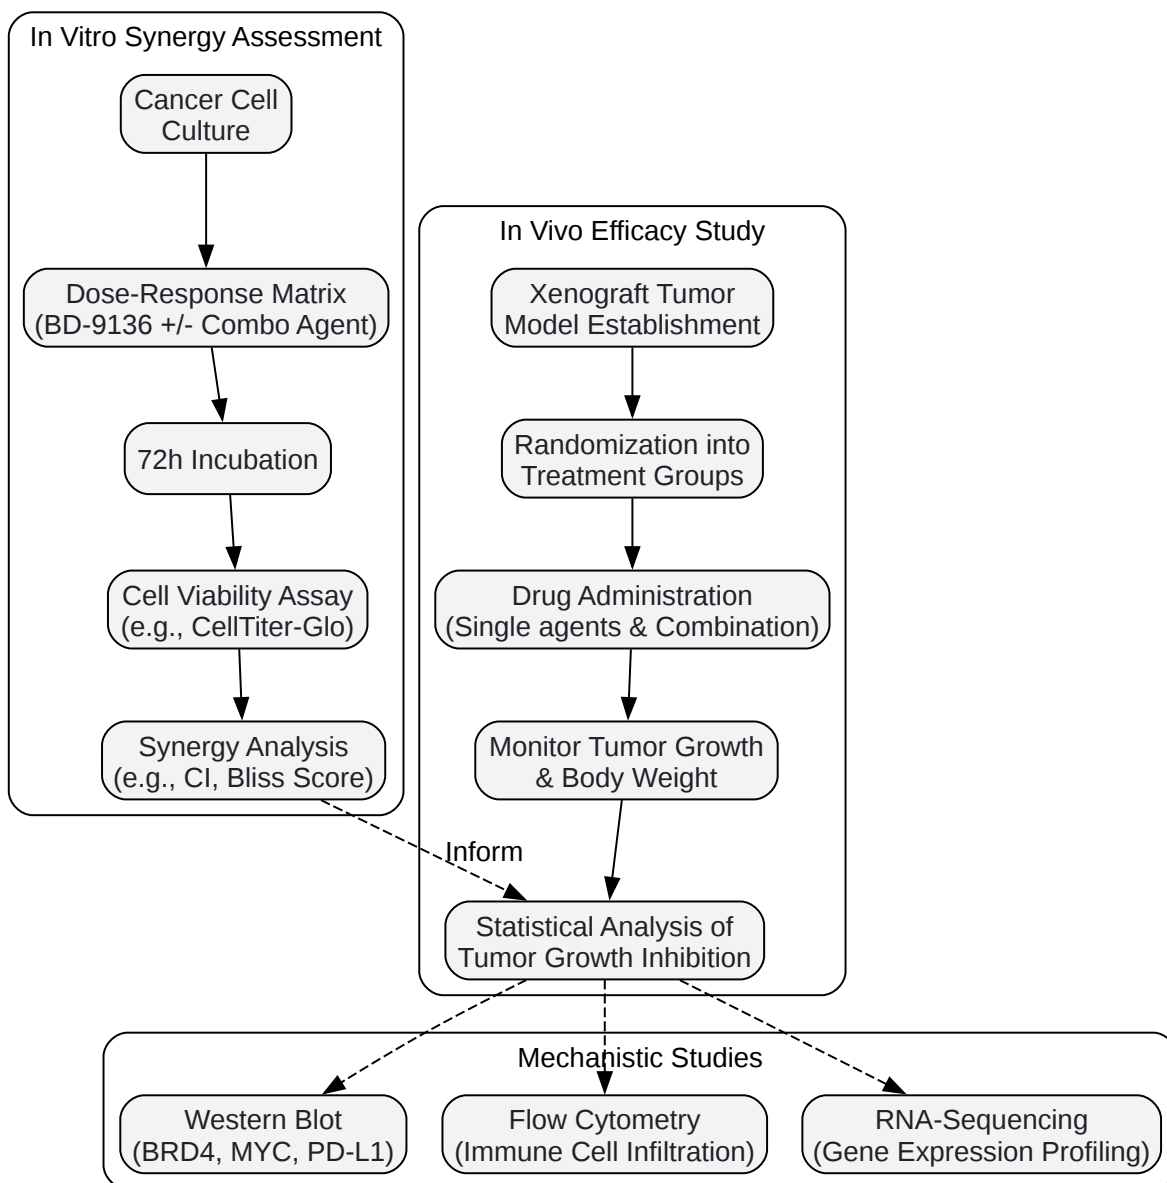 In Vitro Synergy Assessment
Cancer Cell
Culture
Dose-Response Matrix
(BD-9136 +/- Combo Agent)
72h Incubation
Cell Viability Assay
(e.g., CellTiter-Glo)
Synergy Analysis
(e.g., CI, Bliss Score)
Inform
In Vivo Efficacy Study
Xenograft Tumor
Model Establishment
Randomization into
Treatment Groups
Drug Administration
(Single agents & Combination)
Monitor Tumor Growth
& Body Weight
Statistical Analysis of
Tumor Growth Inhibition
Mechanistic Studies
Western Blot
(BRD4, MYC, PD-L1)
Flow Cytometry
(Immune Cell Infiltration)
RNA-Sequencing
(Gene Expression Profiling)